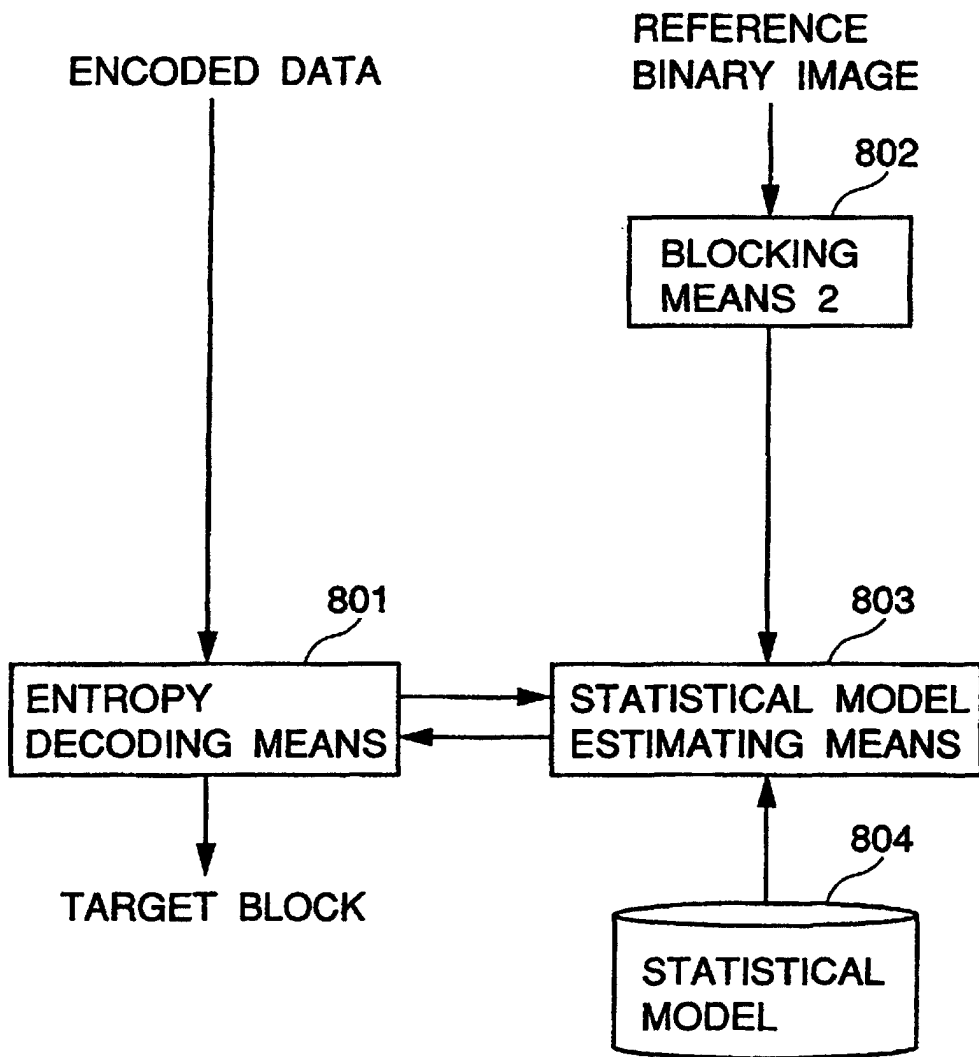 ENCODED DATA
REFERENCE
BINARY IMAGE
802
BLOCKING
MEANS 2
801
ENTROPY
DECODING MEANS
803
STATISTICAL MODEL
ESTIMATING MEANS
TARGET BLOCK
804
STATISTICAL
MODEL